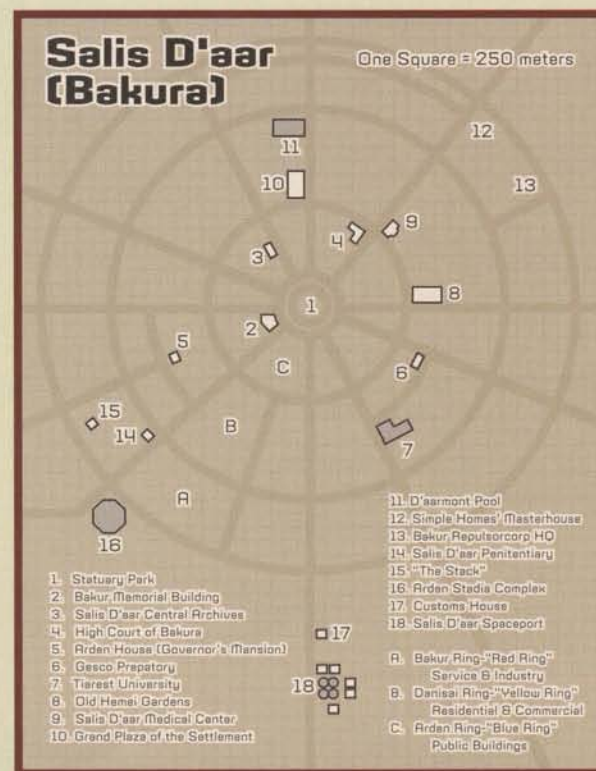 Salis D'aar
(Bakura)
One Square = 250 meters
12
11
13
10
4
9
3
1
8
2
5
C
6
15
B
14
7
A
16
17
18
1. Statuary Park
2. Bakur Memorial Building
3. Salis D'aar Central Archives
4. High Court of Bakura
5. Arden House (Governor's Mansion)
6. Gesco Prepatory
7. Tiarest University
8. Old Hemei Gardens
9. Salis D'aar Medical Center
10. Grand Plaza of the Settlement
11. D'aarmont Pool
12. Simple Homes' Masterhouse
13. Bakur Repulsorcorp HQ
14. Salis D'aar Penitentiary
15. "The Stack"
16. Arden Stadia Complex
17. Customs House
18. Salis D'aar Spaceport
A. Bakur Ring-"Red Ring"
Service & Industry
B. Danisai Ring-"Yellow Ring"
Residential & Commercial
C. Arden Ring-"Blue Ring"
Public Buildings